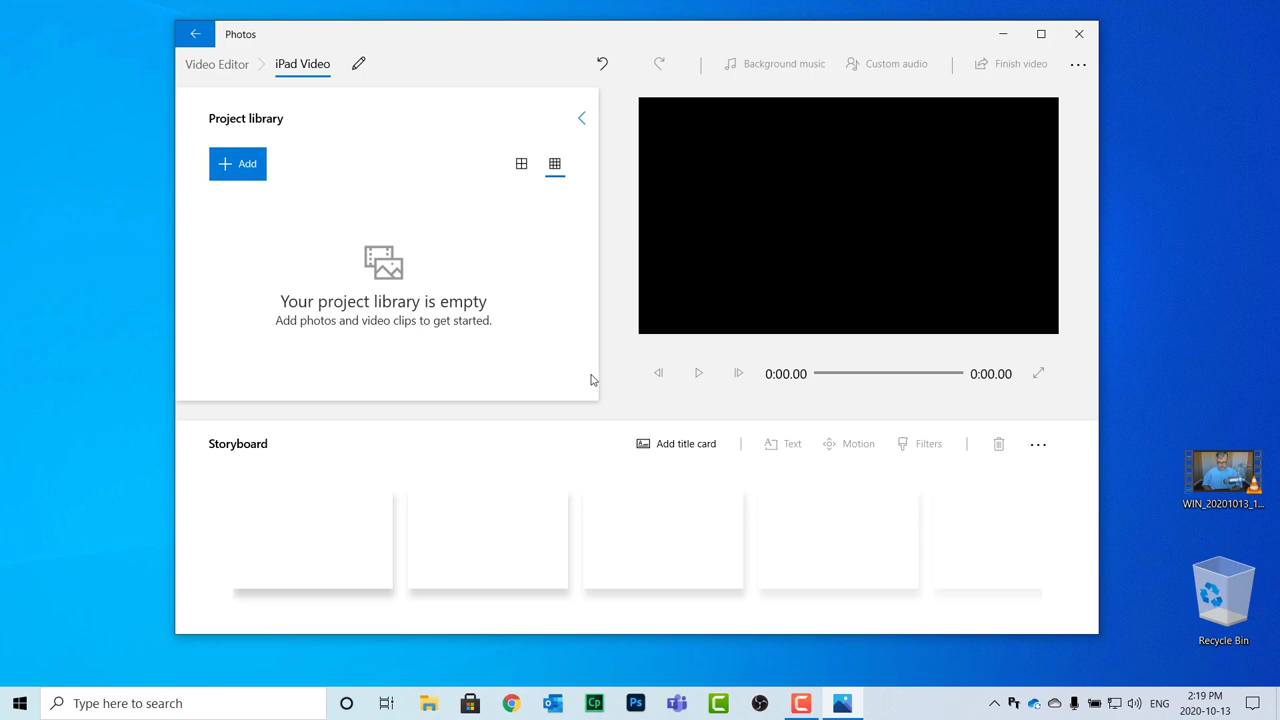 Photos
Video Editor
iPad Video
Background music
Custom audio
Finish video
Project library
Add
Your project library is empty
Add photos and video clips to get started.
0:00.00
0:00.00
Storyboard
Add title card
Text
Motion
Filters
WIN_20201013_1...
Recycle Bin
Type here to search
Cp
Ps
ENG
2:19 PM
2020-10-13